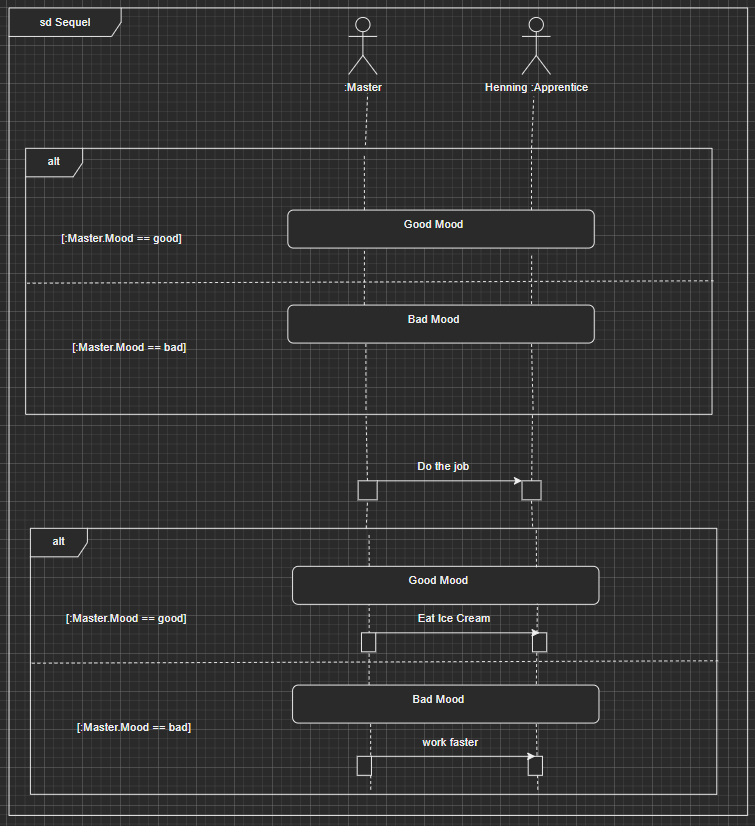 sd Sequel
:Master
Henning :Apprentice
alt
Good Mood
[:Master.Mood == good]
Bad Mood
[:Master.Mood == bad]
Do the job
alt
Good Mood
[:Master.Mood == good]
Eat Ice Cream
Bad Mood
[:Master.Mood == bad]
work faster